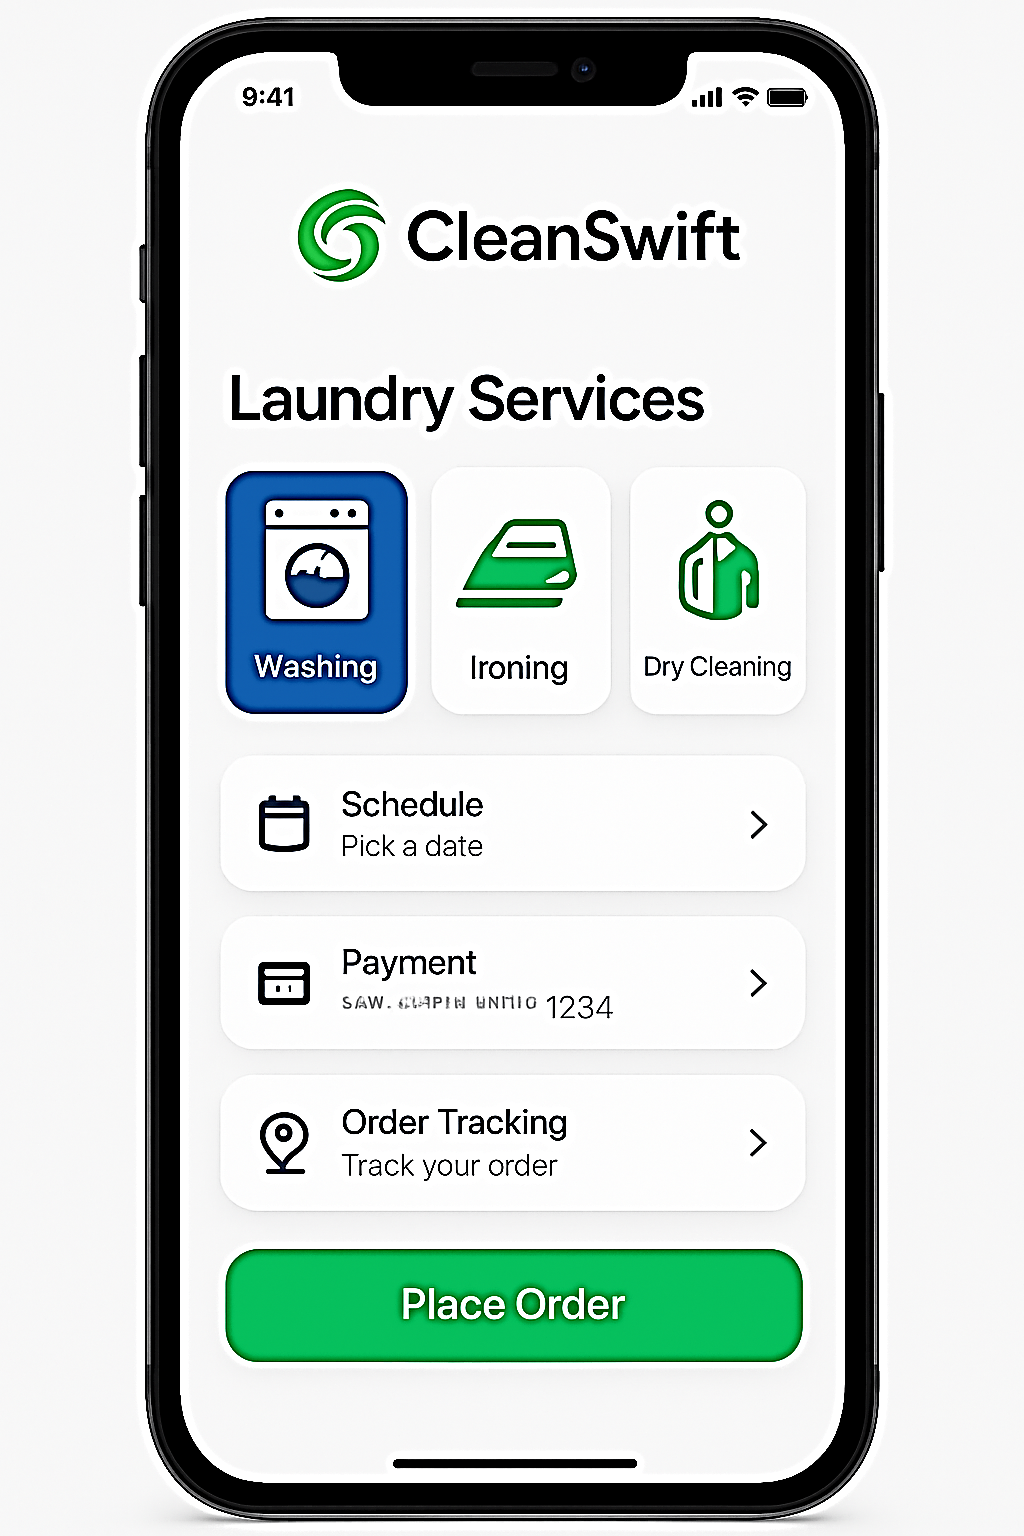 9:41
CleanSwift
Laundry Services
Washing
Ironing
Dry Cleaning
Schedule
Pick a date
Payment
1234
Order Tracking
Track your order
Place Order